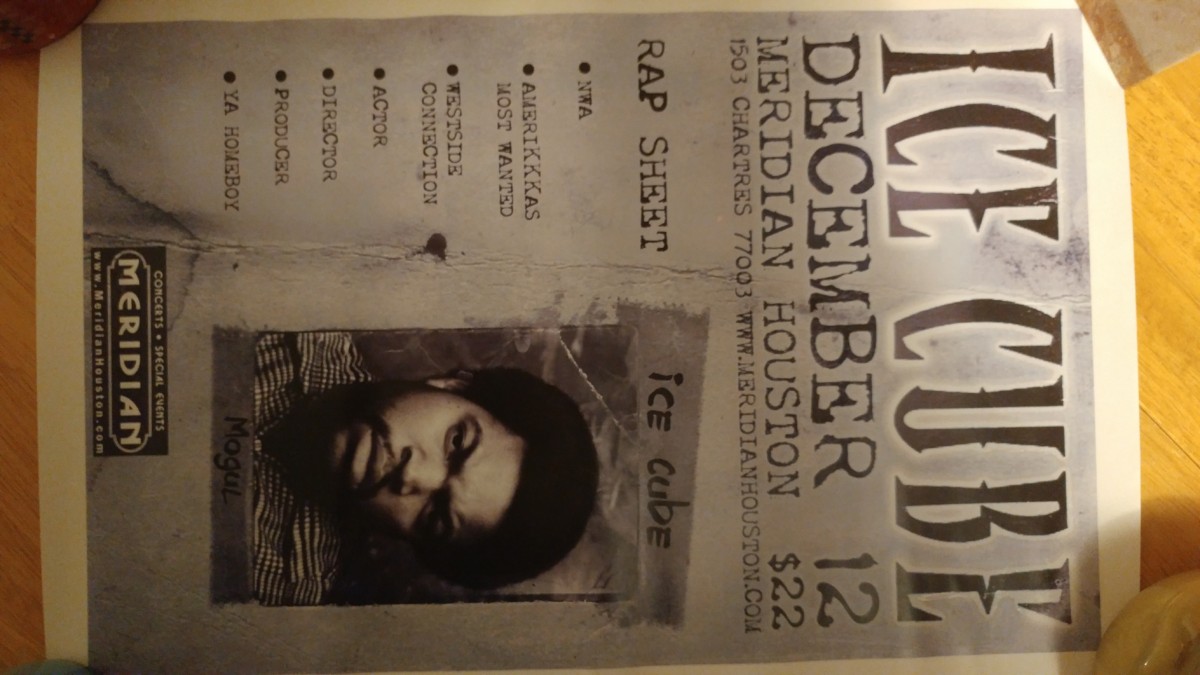 ICE CUBE
DECEMBER 12
MERIDIAN HOUSTON $22
1503 CHARTRES 77003 WWW.MERIDIANHOUSTON.COM
RAP SHEET
• NWA
• AMERIKKKAS
MOST WANTED
• WESTSIDE
CONNECTION
• ACTOR
• DIRECTOR
• PRODUCER
• YA HOMEBOY
iCE CUBE
MOGUL
CONCERTS • SPECIAL EVENTS
MERIDIAN
www.MeridianHouston.com